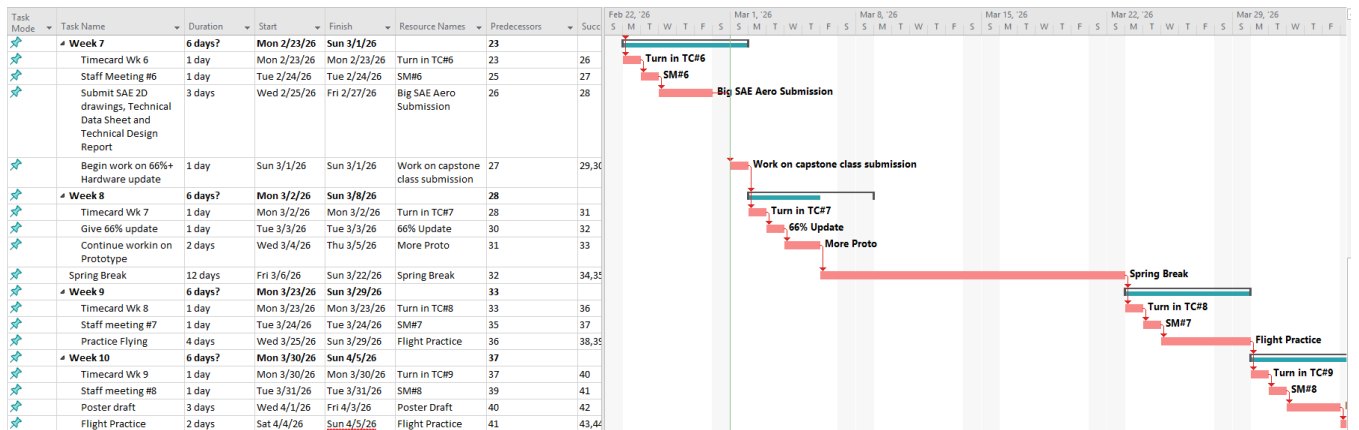 Task Mode Task Name Duration Start Finish Resource Names Predecessors Succ
Feb 22, '26 Mar 1, '26 Mar 8, '26 Mar 15, '26 Mar 22, '26 Mar 29, '26
S M T W T F S S M T W T F S S M T W T F S S M T W T F S S M T W T F S S M T W T F
Week 7 6 days? Mon 2/23/26 Sun 3/1/26 23
Timecard Wk 6 1 day Mon 2/23/26 Mon 2/23/26 Turn in TC#6 23 26 Turn in TC#6
Staff Meeting #6 1 day Tue 2/24/26 Tue 2/24/26 SM#6 25 27 SM#6
Submit SAE 2D 3 days Wed 2/25/26 Fri 2/27/26 Big SAE Aero 26 28 Big SAE Aero Submission
drawings, Technical Submission
Data Sheet and
Technical Design
Report
Begin work on 66%+ 1 day Sun 3/1/26 Sun 3/1/26 Work on capstone 27 29,30 Work on capstone class submission
Hardware update class submission
Week 8 6 days? Mon 3/2/26 Sun 3/8/26 28
Timecard Wk 7 1 day Mon 3/2/26 Mon 3/2/26 Turn in TC#7 28 31 Turn in TC#7
Give 66% update 1 day Tue 3/3/26 Tue 3/3/26 66% Update 30 32 66% Update
Continue workin on 2 days Wed 3/4/26 Thu 3/5/26 More Proto 31 33 More Proto
Prototype
Spring Break 12 days Fri 3/6/26 Sun 3/22/26 Spring Break 32 34,35 Spring Break
Week 9 6 days? Mon 3/23/26 Sun 3/29/26 33
Timecard Wk 8 1 day Mon 3/23/26 Mon 3/23/26 Turn in TC#8 33 36 Turn in TC#8
Staff meeting #7 1 day Tue 3/24/26 Tue 3/24/26 SM#7 35 37 SM#7
Practice Flying 4 days Wed 3/25/26 Sun 3/29/26 Flight Practice 36 38,39 Flight Practice
Week 10 6 days? Mon 3/30/26 Sun 4/5/26 37
Timecard Wk 9 1 day Mon 3/30/26 Mon 3/30/26 Turn in TC#9 37 40 Turn in TC#9
Staff meeting #8 1 day Tue 3/31/26 Tue 3/31/26 SM#8 39 41 SM#8
Poster draft 3 days Wed 4/1/26 Fri 4/3/26 Poster Draft 40 42
Flight Practice 2 days Sat 4/4/26 Sun 4/5/26 Flight Practice 41 43,44